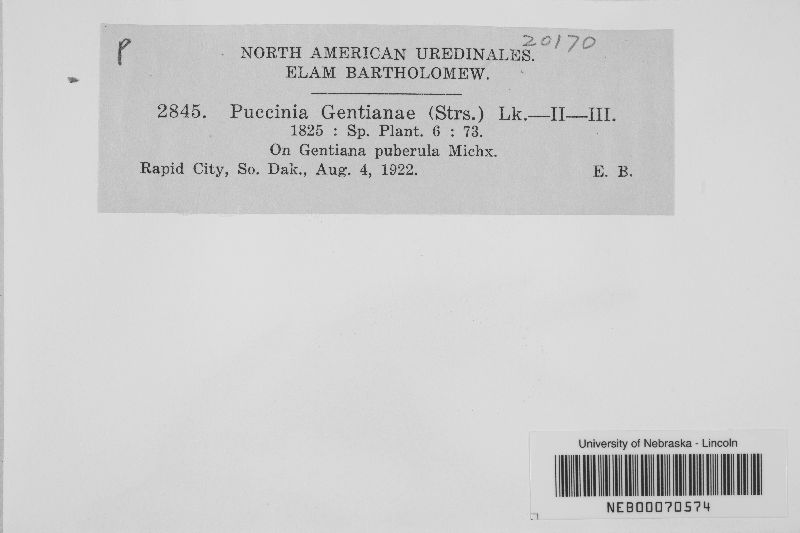 P
20170
NORTH AMERICAN UREDINALES.
ELAM BARTHOLOMEW.
2845. Puccinia Gentianae (Strs.) Lk.—II—III.
1825 : Sp. Plant. 6 : 73.
On Gentiana puberula Michx.
Rapid City, So. Dak., Aug. 4, 1922. E. B.
University of Nebraska - Lincoln
NEB00070574